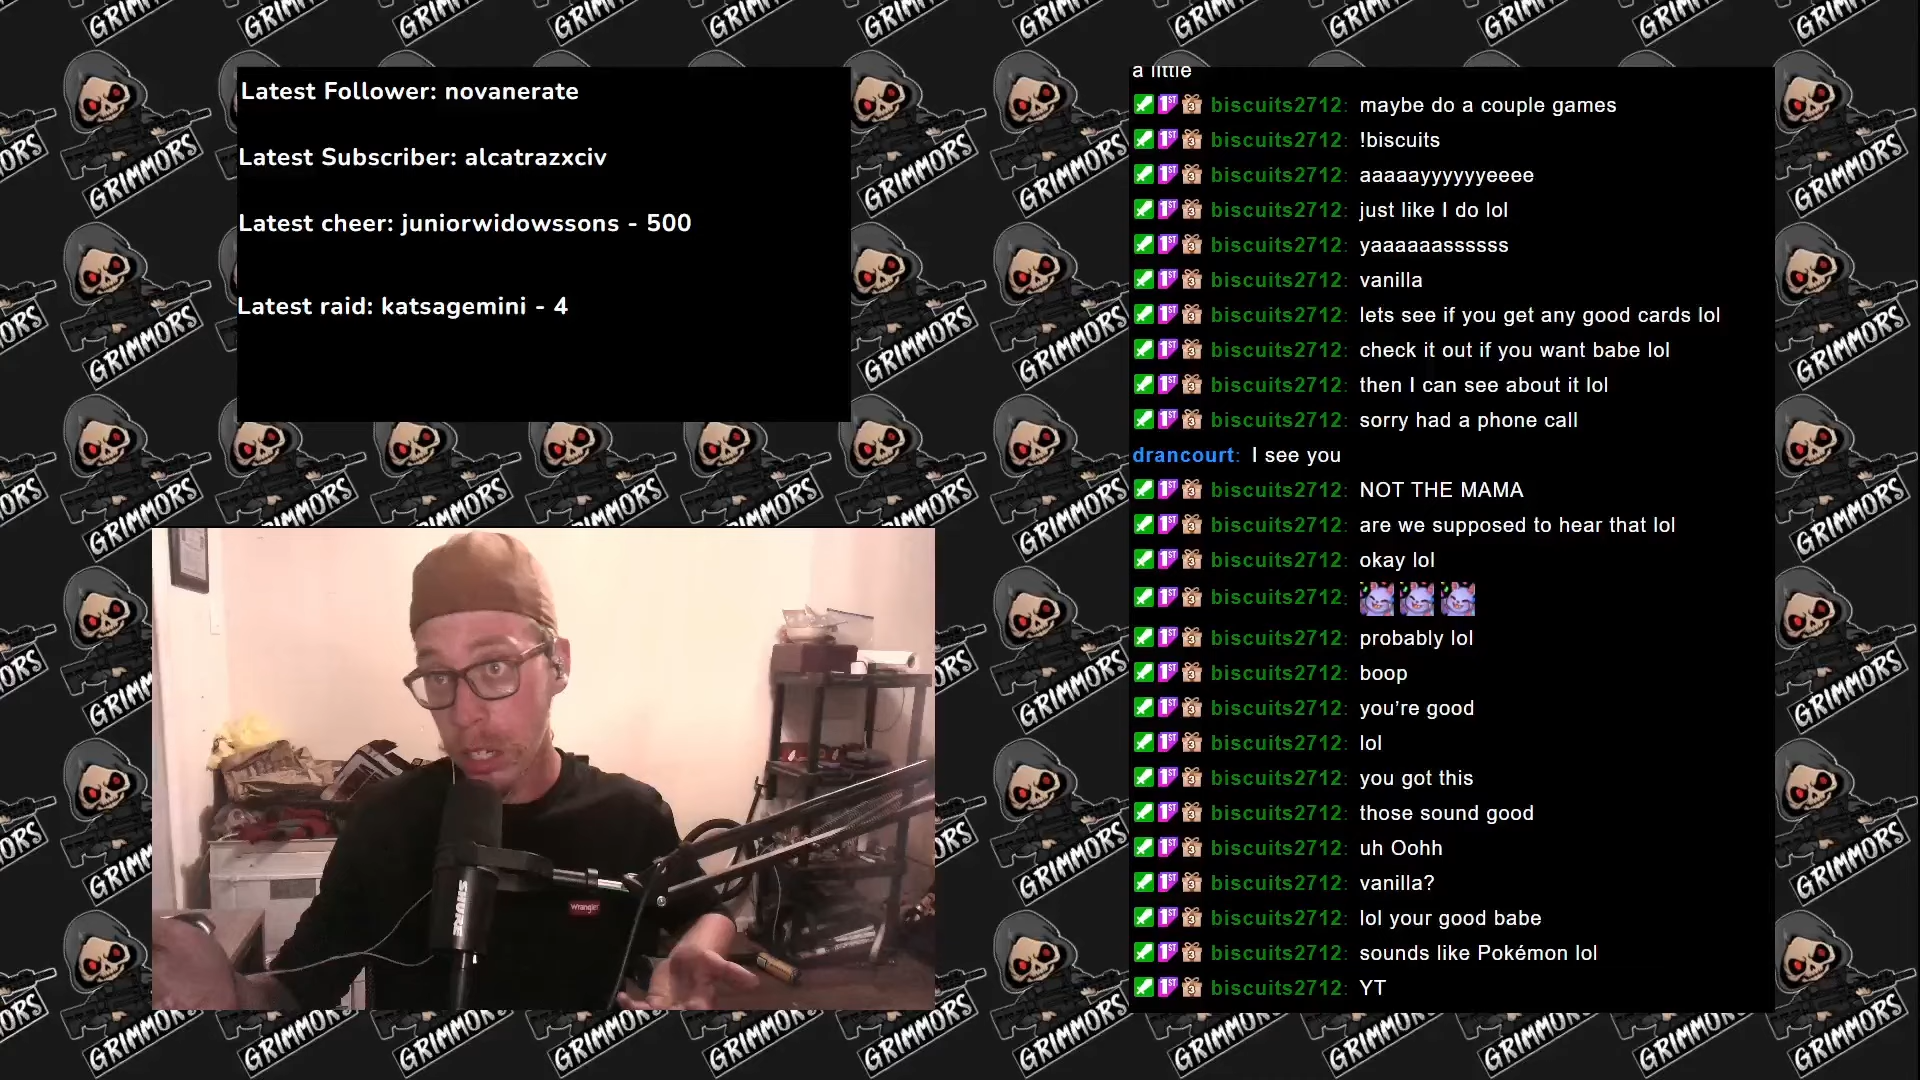 Latest Follower: novanerate
Latest Subscriber: alcatrazxciv
Latest cheer: juniorwidowssons - 500
Latest raid: katsagemini - 4
a little
biscuits2712: maybe do a couple games
biscuits2712: !biscuits
biscuits2712: aaaaayyyyyyeeee
biscuits2712: just like I do lol
biscuits2712: yaaaaaassssss
biscuits2712: vanilla
biscuits2712: lets see if you get any good cards lol
biscuits2712: check it out if you want babe lol
biscuits2712: then I can see about it lol
biscuits2712: sorry had a phone call
drancourt: I see you
biscuits2712: NOT THE MAMA
biscuits2712: are we supposed to hear that lol
biscuits2712: okay lol
biscuits2712:
biscuits2712: probably lol
biscuits2712: boop
biscuits2712: you’re good
biscuits2712: lol
biscuits2712: you got this
biscuits2712: those sound good
biscuits2712: uh Oohh
biscuits2712: vanilla?
biscuits2712: lol your good babe
biscuits2712: sounds like Pokémon lol
biscuits2712: YT
SHURE
Wrangler
GRIMMORS